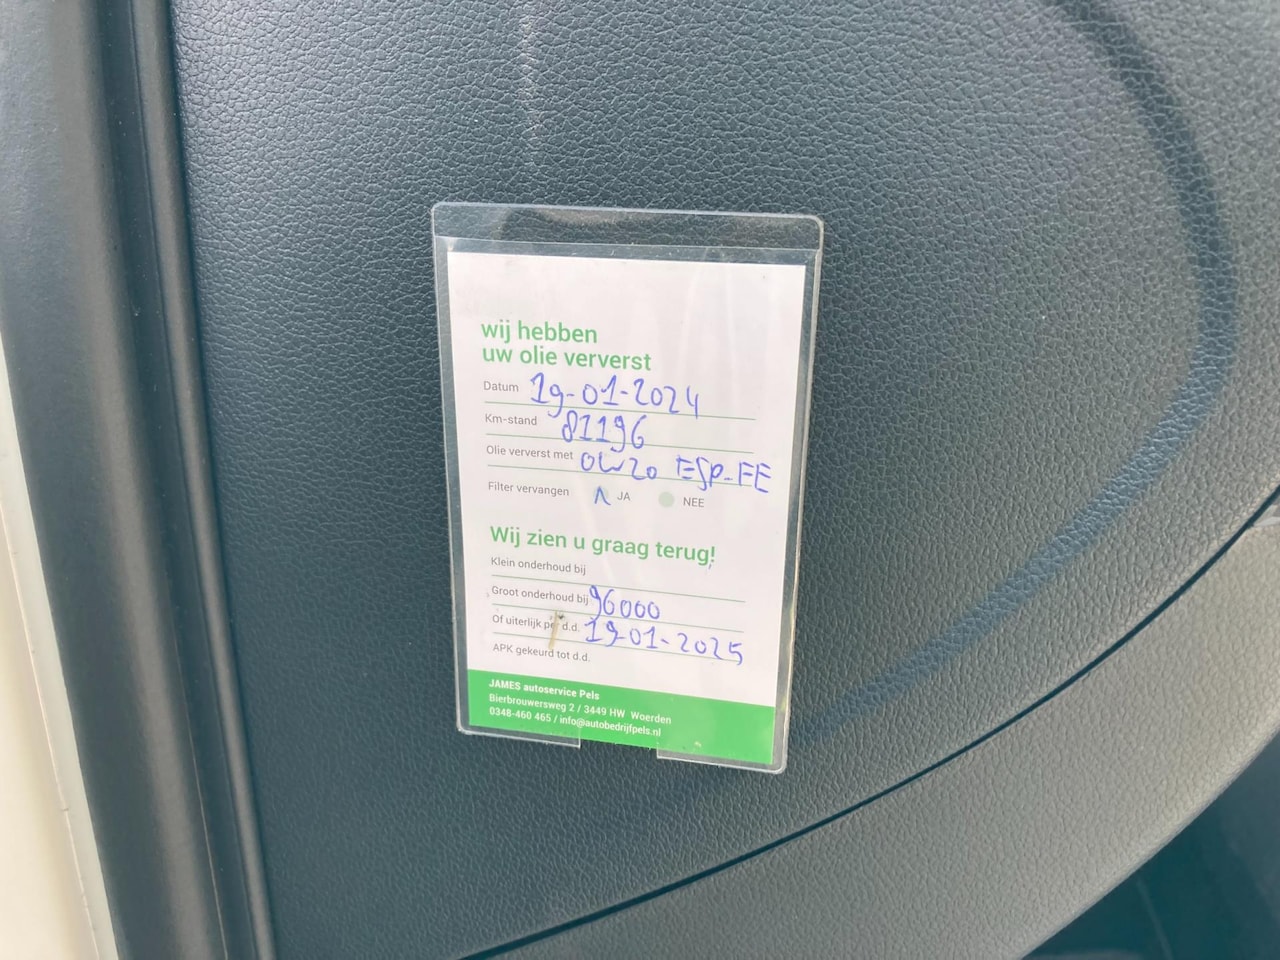 wij hebben
uw olie ververst
Datum 19-01-2024
Km-stand 81196
Olie ververst met 0W20 ESP-FE
Filter vervangen JA NEE
Wij zien u graag terug!
Klein onderhoud bij
Groot onderhoud bij 96000
Of uiterlijk per d.d. 19-01-2025
APK gekeurd tot d.d.
JAMES autoservice Pels
Bierbrouwersweg 2 / 3449 HW Woerden
0348-460 465 / info@autobedrijfpels.nl